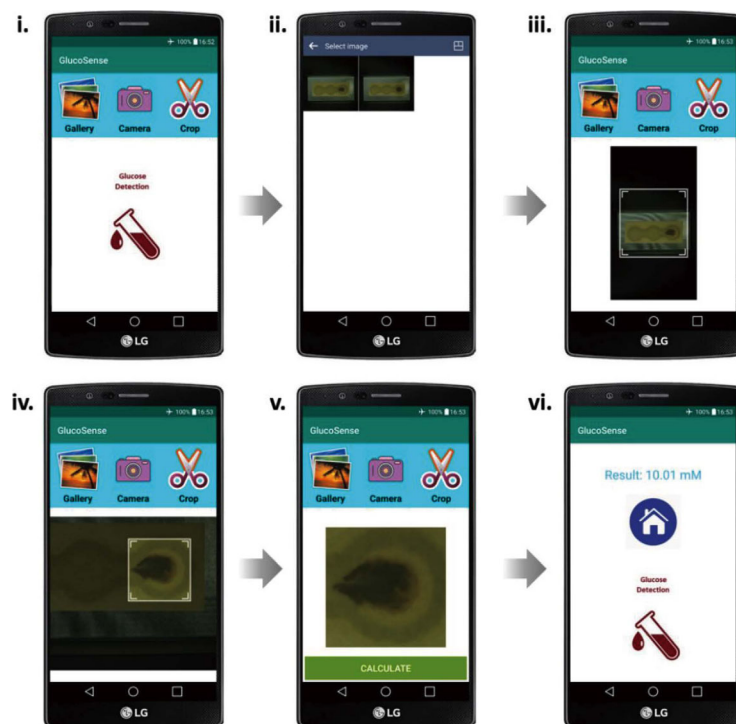 i.
100% 16:52
GlucoSense
Gallery Camera Crop
Glucose
Detection
LG
ii.
Select image
LG
iii.
100% 16:53
GlucoSense
Gallery Camera Crop
LG
iv.
100% 16:53
GlucoSense
Gallery Camera Crop
LG
v.
100% 16:53
GlucoSense
Gallery Camera Crop
CALCULATE
LG
vi.
100% 16:53
GlucoSense
Result: 10.01 mM
Glucose
Detection
LG